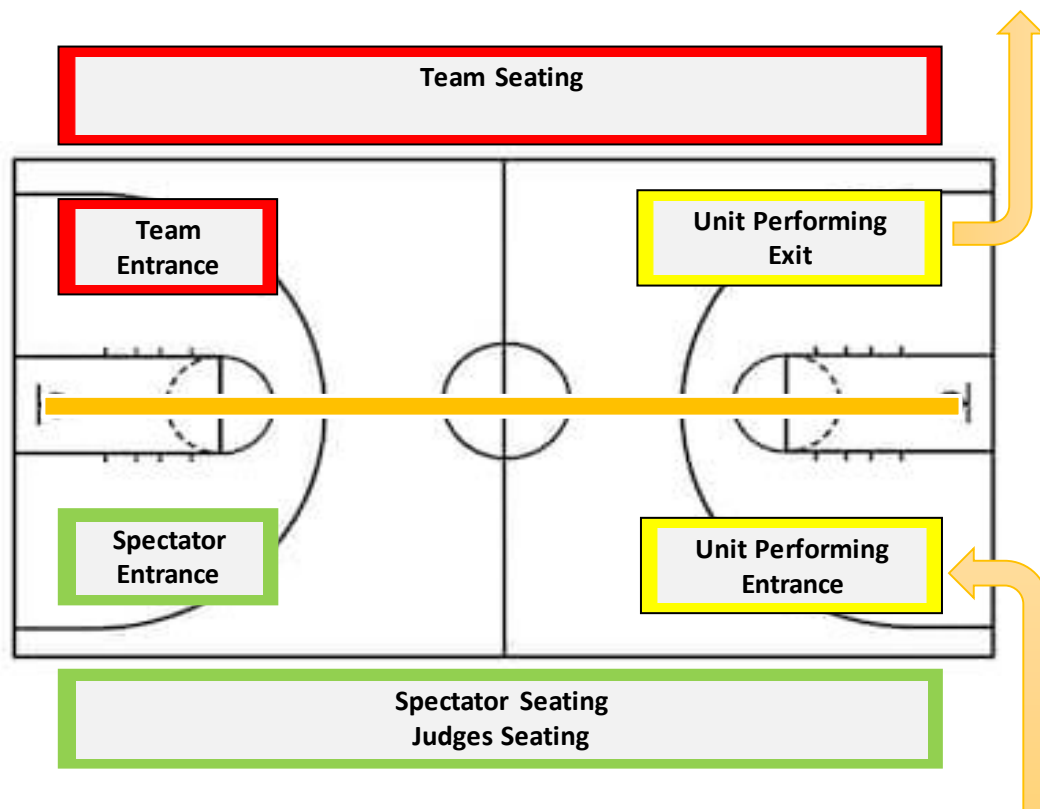 Team Seating
Team
Entrance
Unit Performing
Exit
Spectator
Entrance
Unit Performing
Entrance
Spectator Seating
Judges Seating